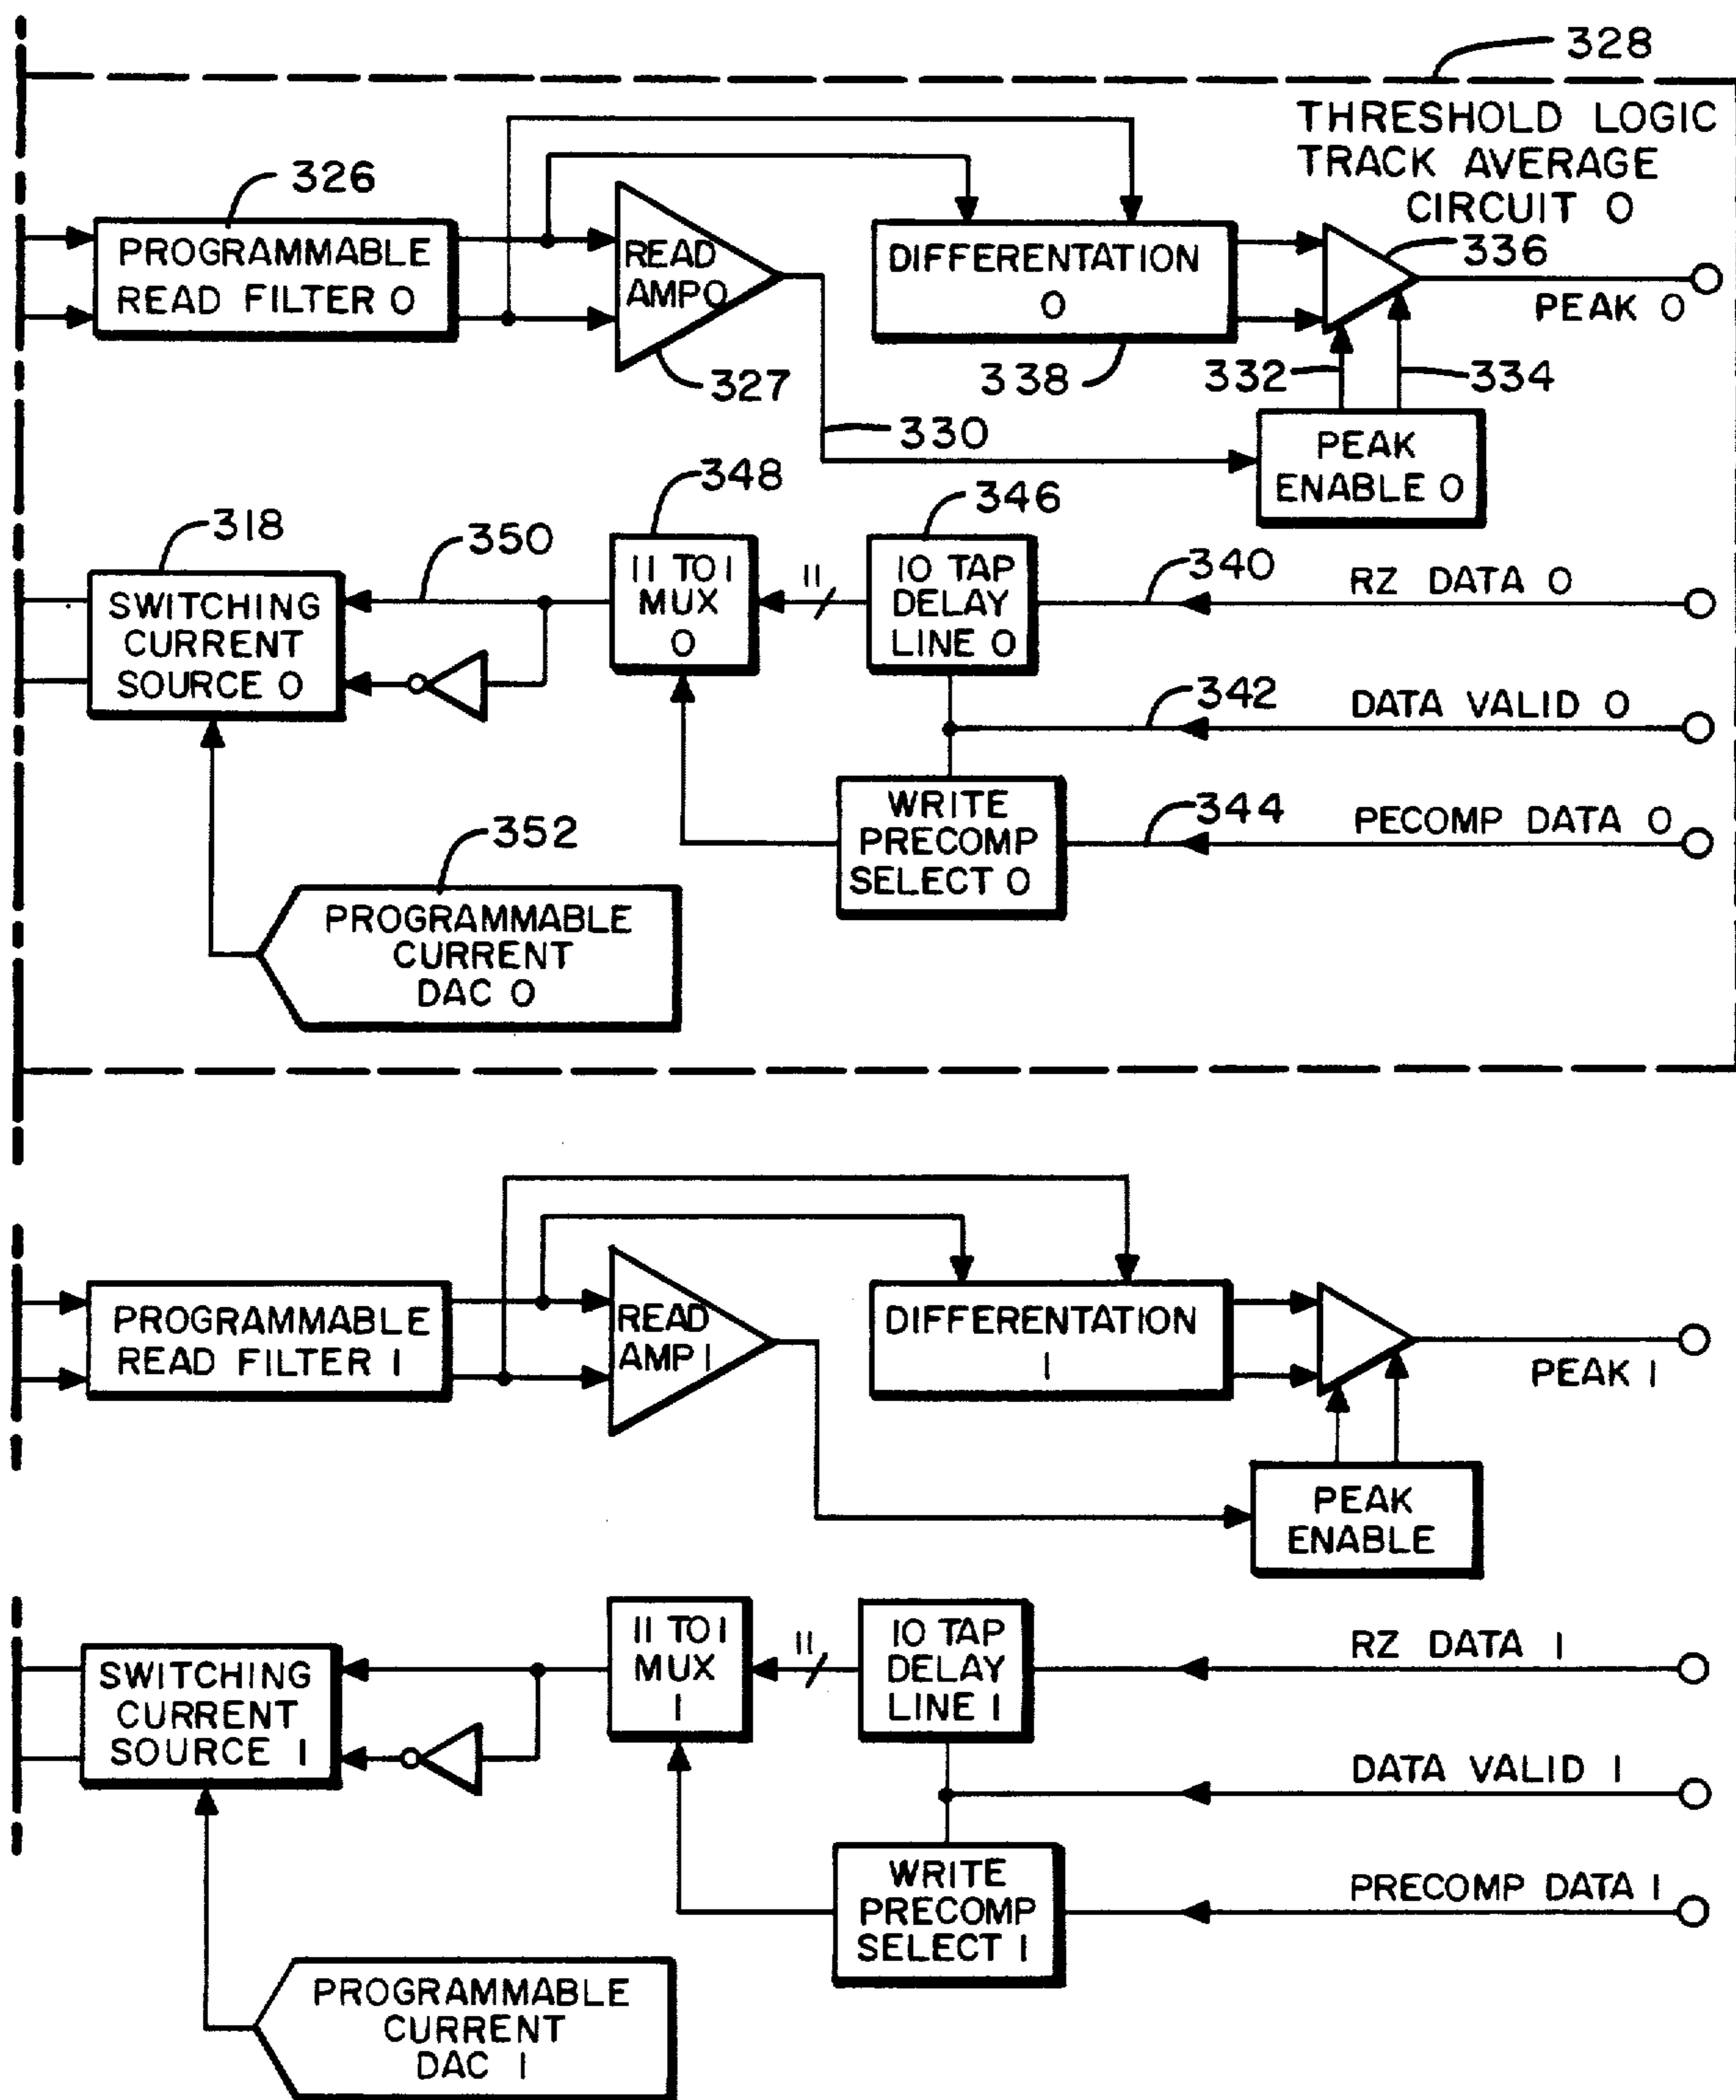 328
THRESHOLD LOGIC
TRACK AVERAGE
CIRCUIT 0
326
PROGRAMMABLE
READ FILTER 0
READ
AMP0
327
DIFFERENTATION
0
338
336
PEAK 0
332
334
330
PEAK
ENABLE 0
318
SWITCHING
CURRENT
SOURCE 0
350
348
11 TO 1
MUX
0
11
346
10 TAP
DELAY
LINE 0
340
RZ DATA 0
342
DATA VALID 0
WRITE
PRECOMP
SELECT 0
344
PECOMP DATA 0
352
PROGRAMMABLE
CURRENT
DAC 0
PROGRAMMABLE
READ FILTER 1
READ
AMP 1
DIFFERENTATION
1
PEAK 1
PEAK
ENABLE
SWITCHING
CURRENT
SOURCE 1
11 TO 1
MUX
1
11
10 TAP
DELAY
LINE 1
RZ DATA 1
DATA VALID 1
WRITE
PRECOMP
SELECT 1
PRECOMP DATA 1
PROGRAMMABLE
CURRENT
DAC 1